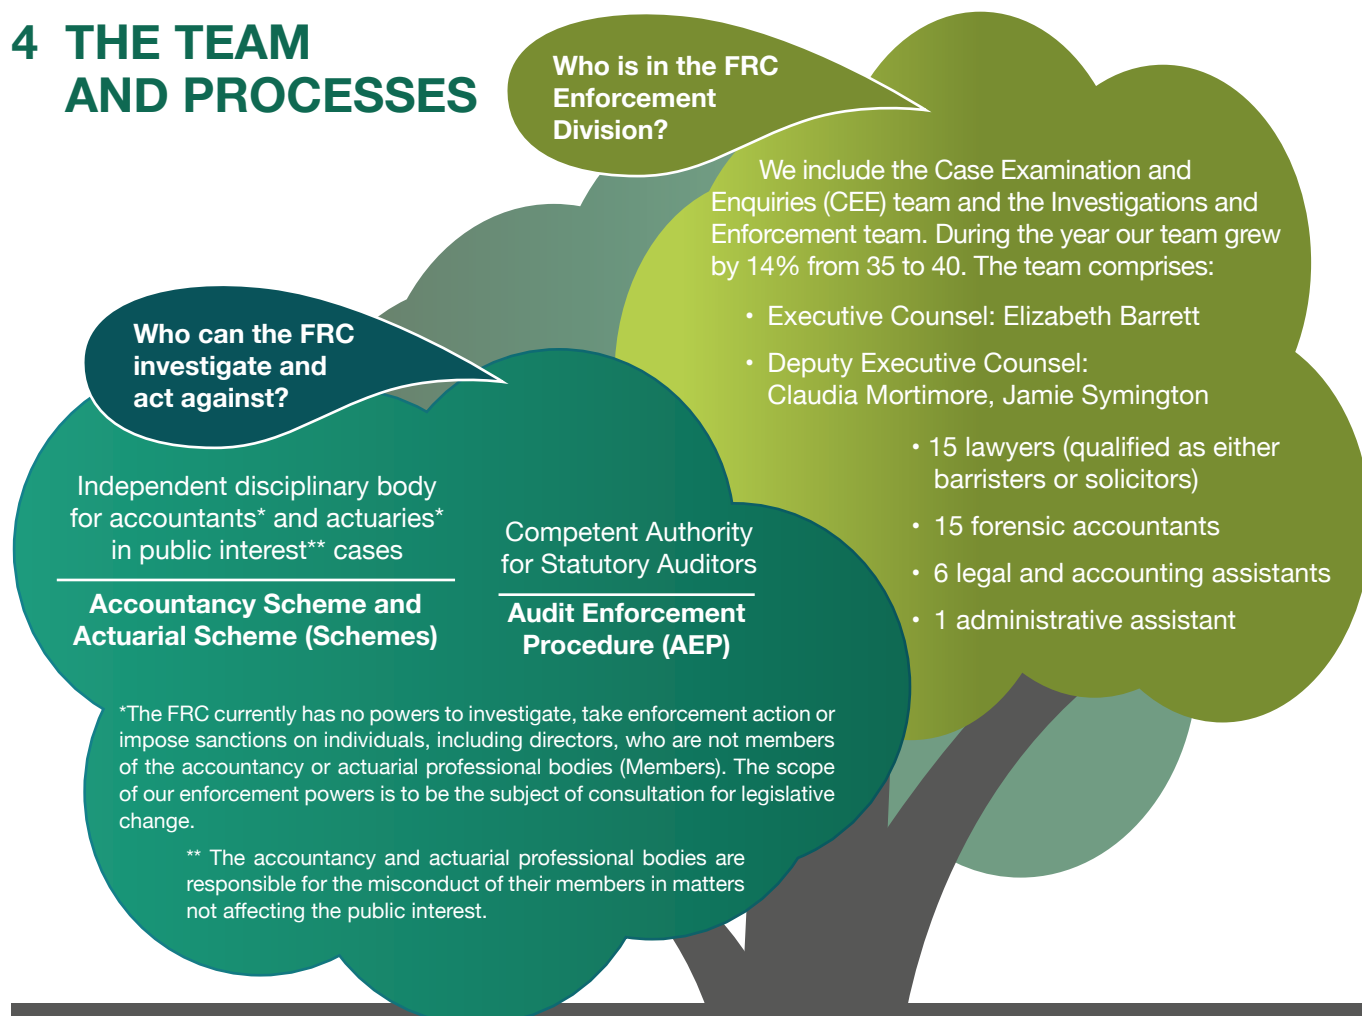 4 THE TEAM
AND PROCESSES
Who is in the FRC
Enforcement
Division?
We include the Case Examination and
Enquiries (CEE) team and the Investigations and
Enforcement team. During the year our team grew
by 14% from 35 to 40. The team comprises:
• Executive Counsel: Elizabeth Barrett
• Deputy Executive Counsel:
Claudia Mortimore, Jamie Symington
• 15 lawyers (qualified as either
barristers or solicitors)
• 15 forensic accountants
• 6 legal and accounting assistants
• 1 administrative assistant
Who can the FRC
investigate and
act against?
Independent disciplinary body
for accountants* and actuaries*
in public interest** cases
Accountancy Scheme and
Actuarial Scheme (Schemes)
Competent Authority
for Statutory Auditors
Audit Enforcement
Procedure (AEP)
*The FRC currently has no powers to investigate, take enforcement action or
impose sanctions on individuals, including directors, who are not members
of the accountancy or actuarial professional bodies (Members). The scope
of our enforcement powers is to be the subject of consultation for legislative
change.
** The accountancy and actuarial professional bodies are
responsible for the misconduct of their members in matters
not affecting the public interest.